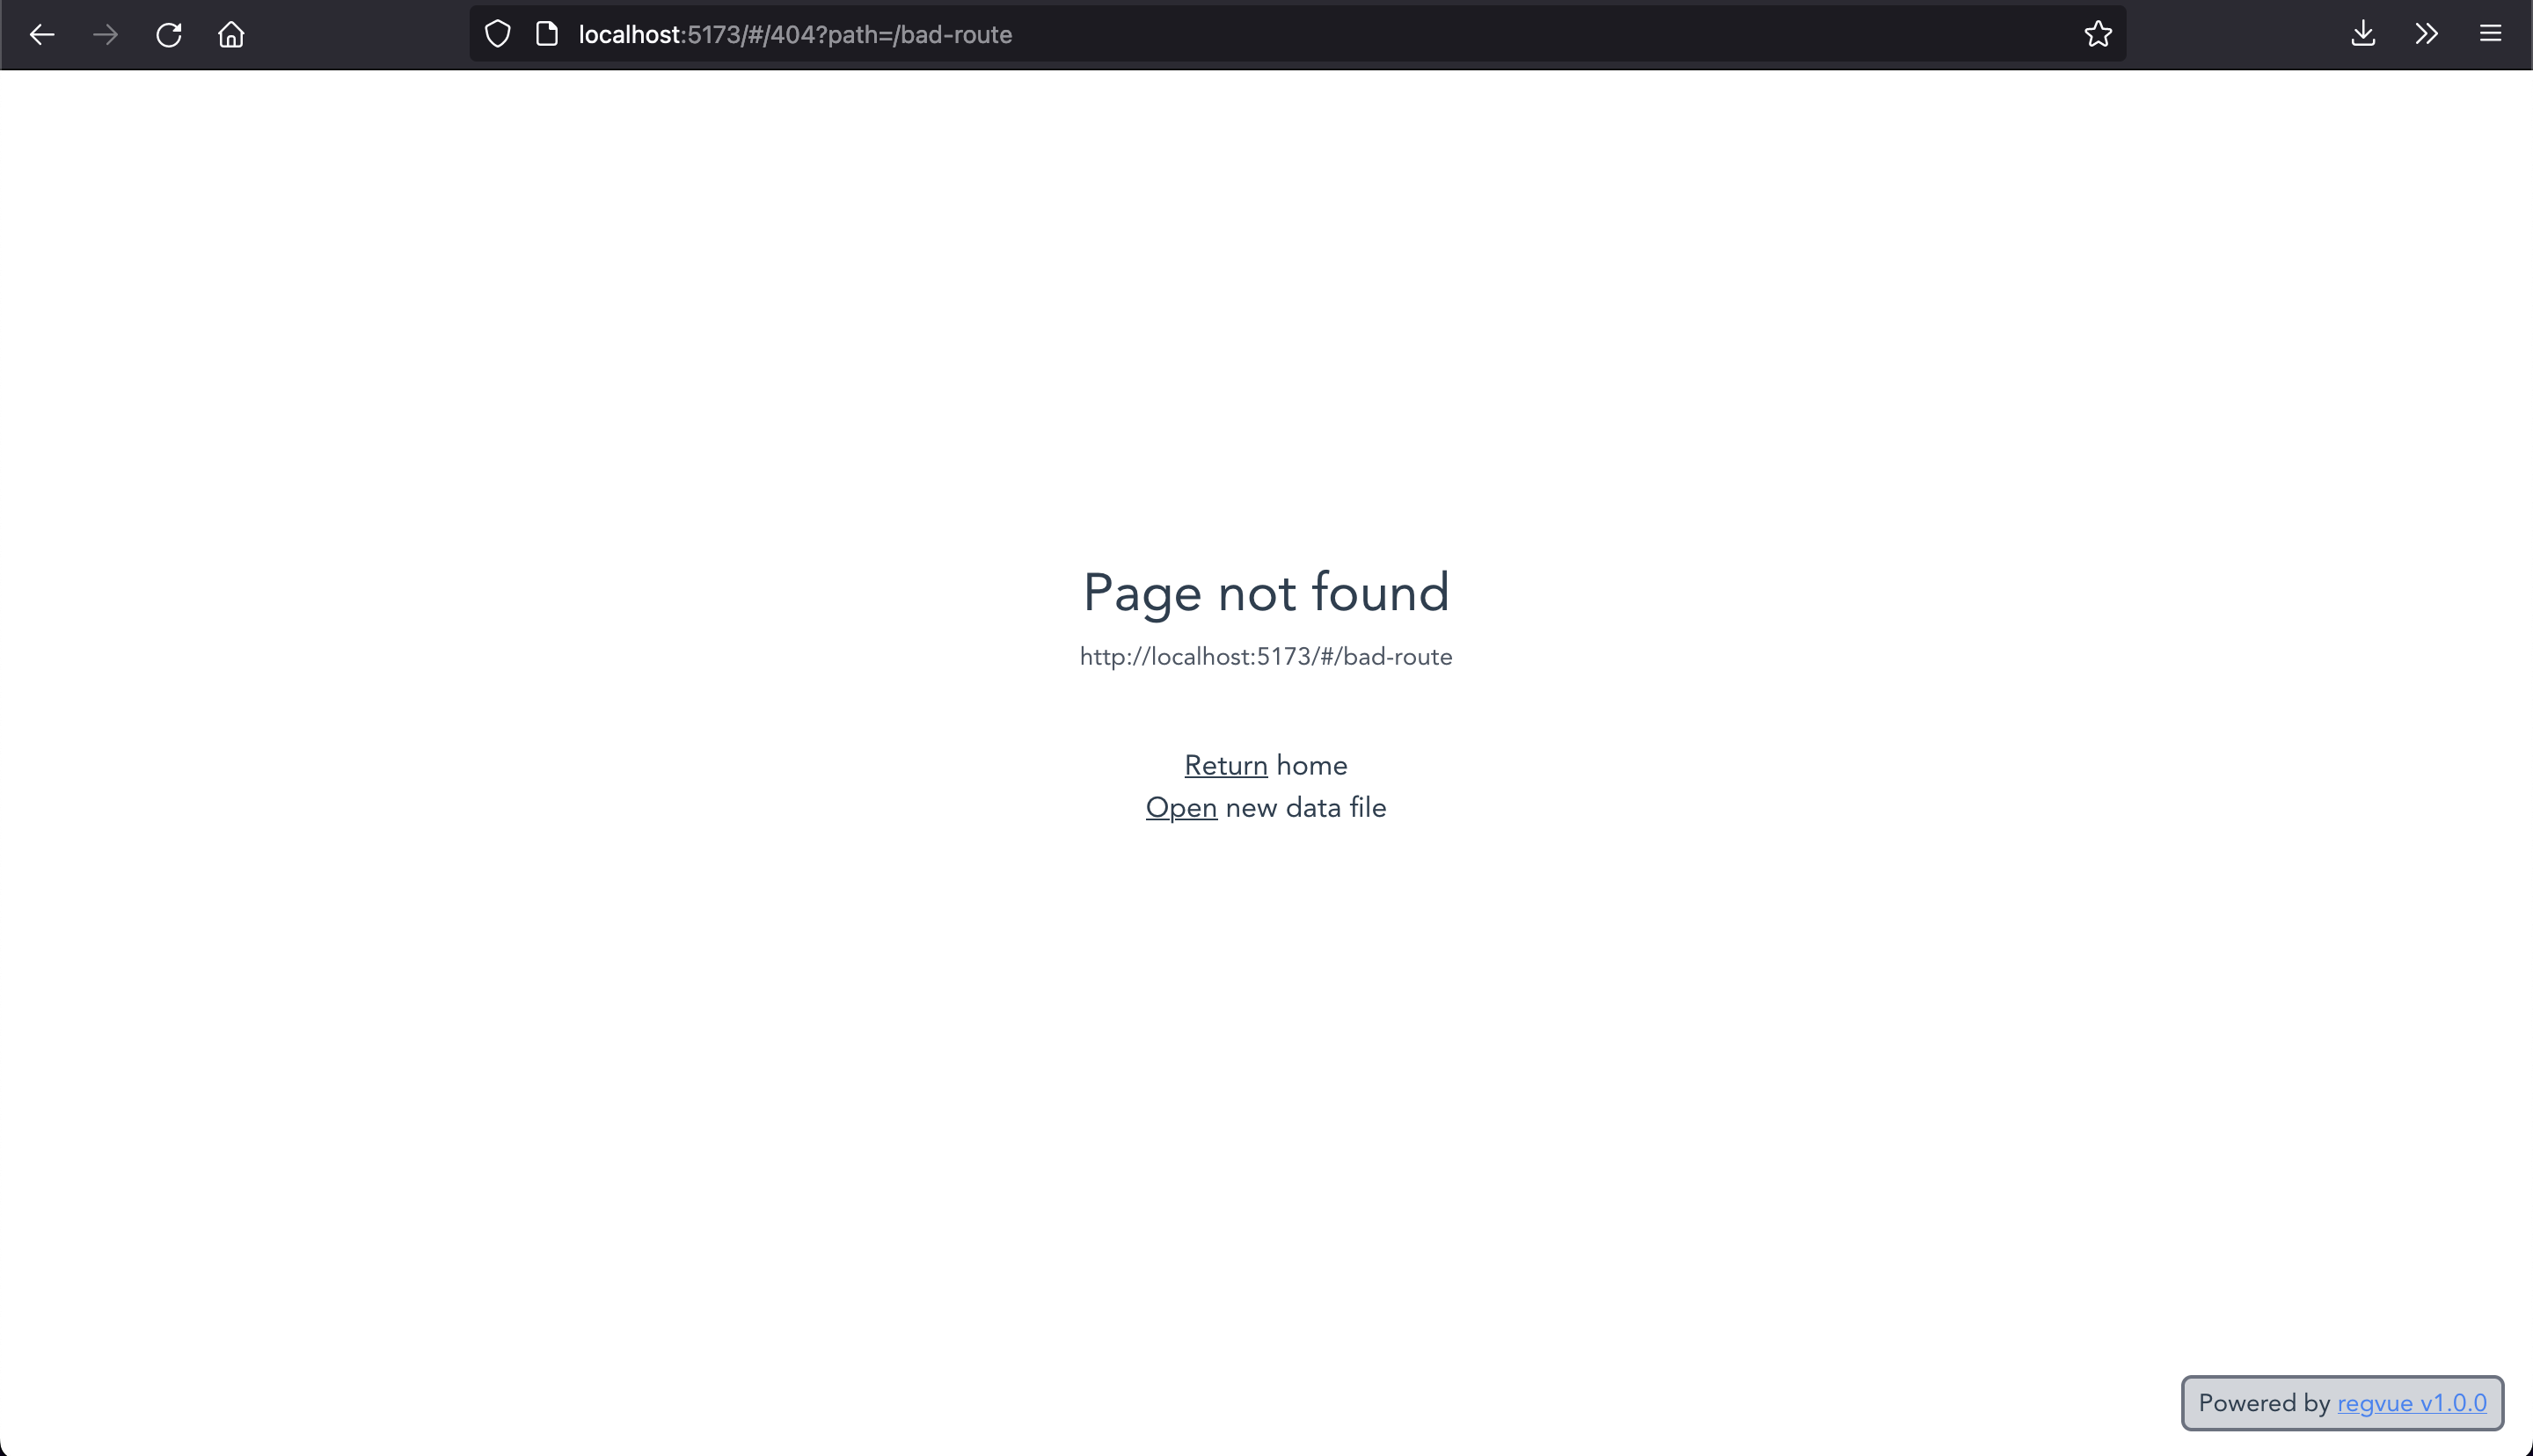 localhost:5173/#/404?path=/bad-route
Page not found
http://localhost:5173/#/bad-route
Return home
Open new data file
Powered by regvue v1.0.0